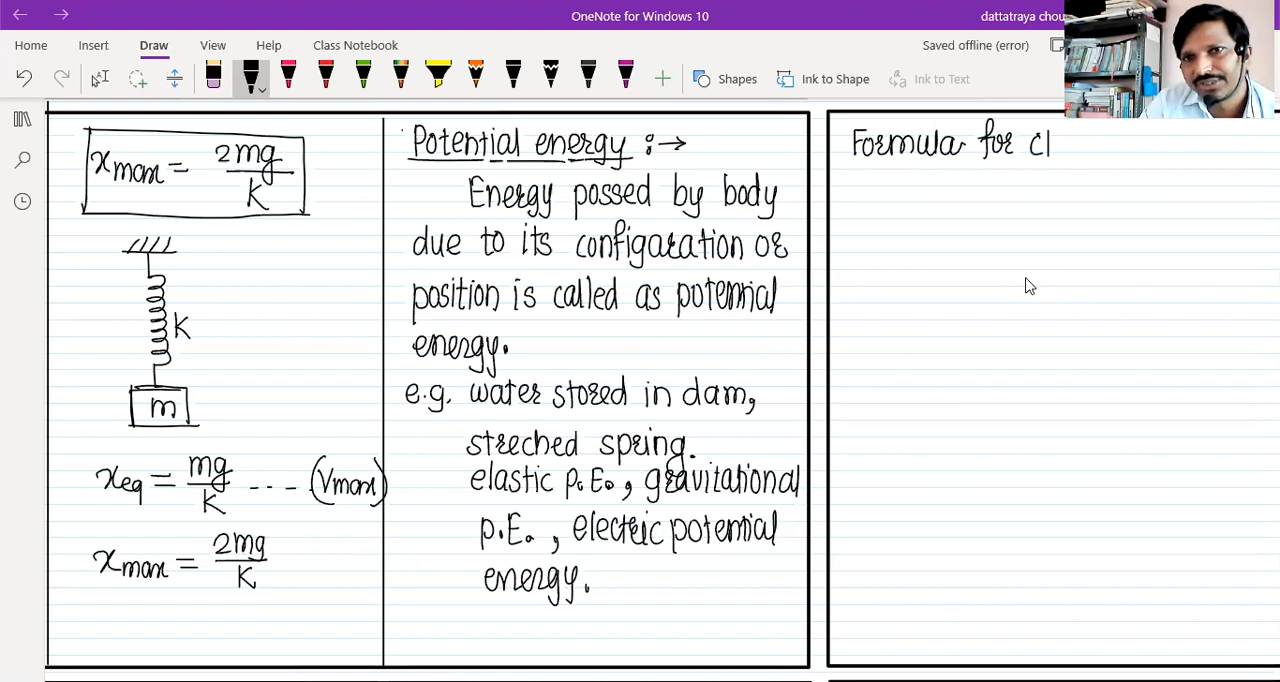 OneNote for Windows 10
dattatraya chou
Home Insert Draw View Help Class Notebook
Saved offline (error)
Shapes Ink to Shape Ink to Text
xmax = 2mg/K
K
m
xeq = mg/K ---- (Vmax)
xmax = 2mg/K
Potential energy :→
Energy possed by body
due to its configaration or
position is called as potential
energy.
e.g. water stored in dam,
streched spring.
elastic p.E., gravitational
p.E., electric potential
energy.
Formula for cl